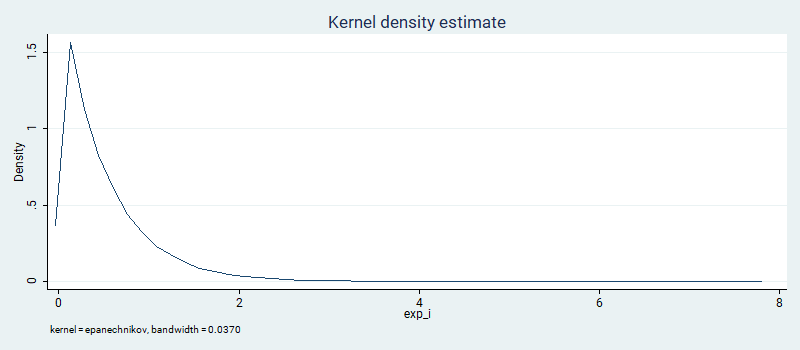 Kernel density estimate
Density
1.5
1
.5
0
0 2 4 6 8
exp_i
kernel = epanechnikov, bandwidth = 0.0370